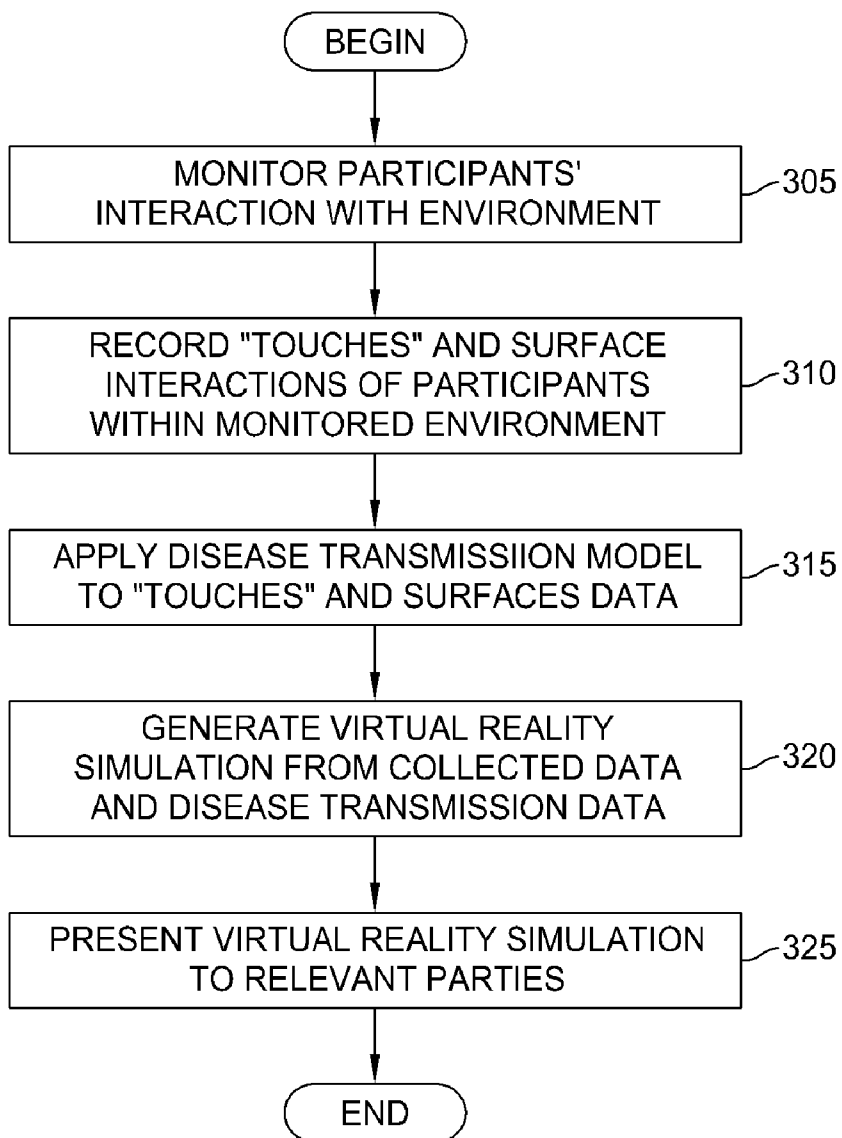 BEGIN
MONITOR PARTICIPANTS'
INTERACTION WITH ENVIRONMENT
305
RECORD "TOUCHES" AND SURFACE
INTERACTIONS OF PARTICIPANTS
WITHIN MONITORED ENVIRONMENT
310
APPLY DISEASE TRANSMISSIION MODEL
TO "TOUCHES" AND SURFACES DATA
315
GENERATE VIRTUAL REALITY
SIMULATION FROM COLLECTED DATA
AND DISEASE TRANSMISSION DATA
320
PRESENT VIRTUAL REALITY SIMULATION
TO RELEVANT PARTIES
325
END